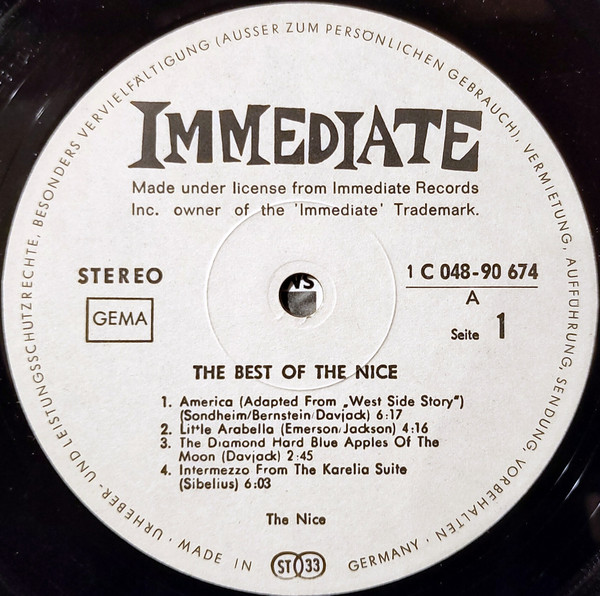 URHEBER- UND LEISTUNGSSCHUTZRECHTE, BESONDERS VERVIELFÄLTIGUNG (AUSSER ZUM PERSÖNLICHEN GEBRAUCH), VERMIETUNG, AUFFÜHRUNG, SENDUNG, VORBEHALTEN ·
IMMEDIATE
Made under license from Immediate Records
Inc. owner of the 'Immediate' Trademark.
STEREO
GEMA
1 C 048-90 674
A
Seite 1
THE BEST OF THE NICE
1. America (Adapted From „West Side Story")
(Sondheim/Bernstein/Davjack) 6:17
2. Little Arabella (Emerson/Jackson) 4:16
3. The Diamond Hard Blue Apples Of The
Moon (Davjack) 2:45
4. Intermezzo From The Karelia Suite
(Sibelius) 6:03
The Nice
· MADE IN GERMANY ·
ST 33